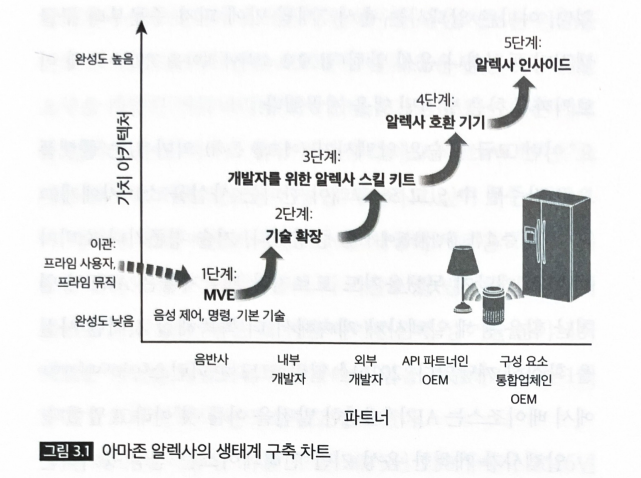 완성도 높음
가치 아키텍처
5단계:
알렉사 인사이드
4단계:
알렉사 호환 기기
3단계:
개발자를 위한 알렉사 스킬 키트
2단계:
기술 확장
이관:
프라임 사용자,
프라임 뮤직
1단계:
MVE
음성 제어, 명령, 기본 기술
완성도 낮음
음반사
내부
개발자
외부
개발자
API 파트너인
OEM
구성 요소
통합업체인
OEM
파트너
그림 3.1 아마존 알렉사의 생태계 구축 차트